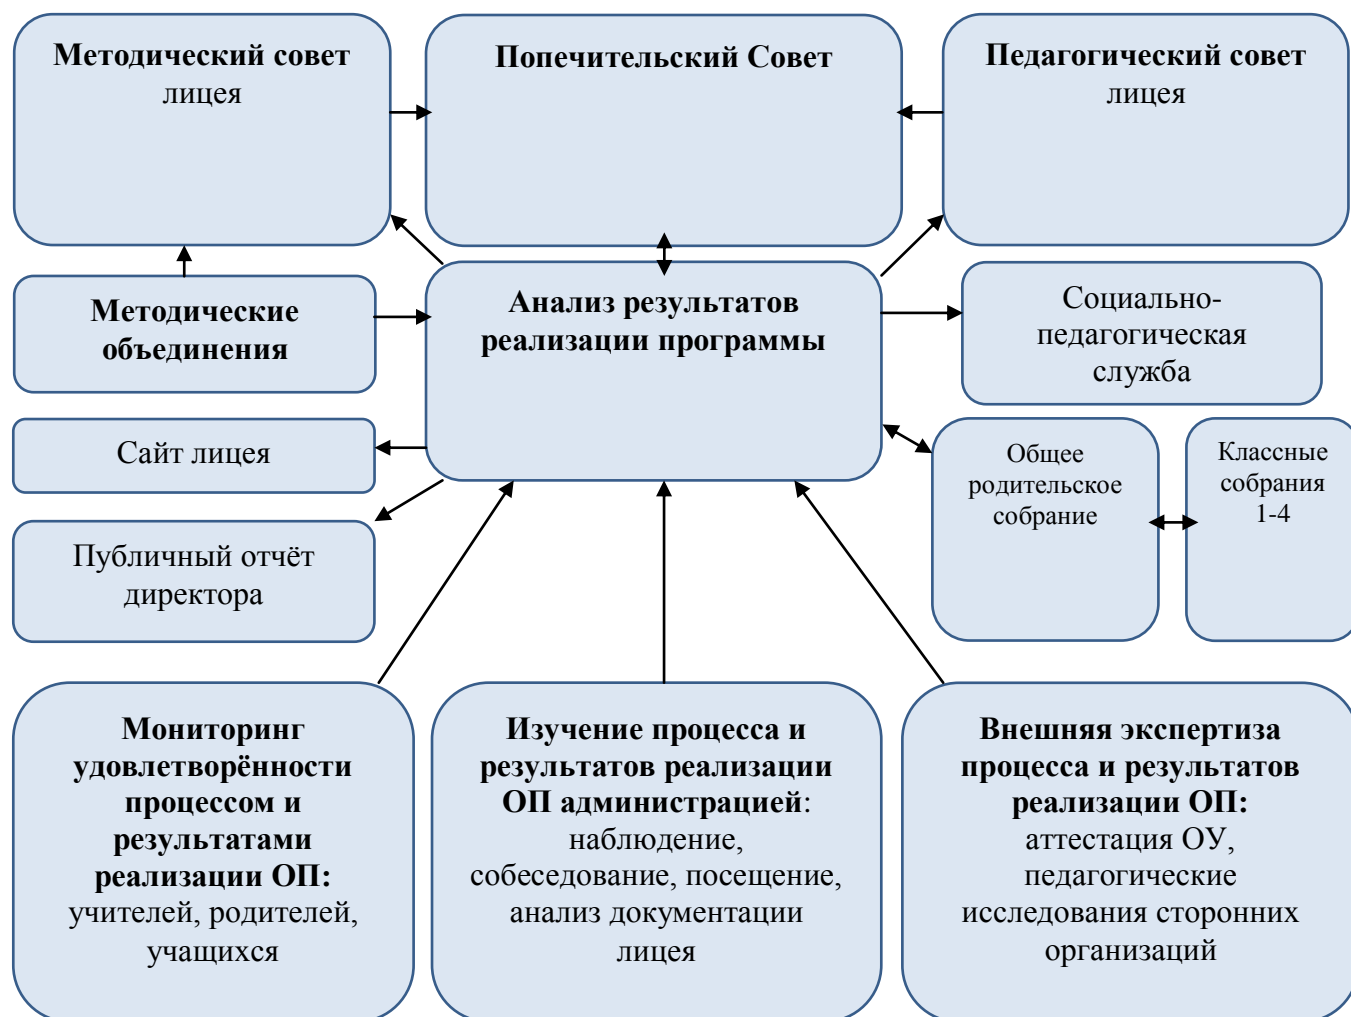 Методический совет
лицея
Попечительский Совет
Педагогический совет
лицея
Методические
объединения
Анализ результатов
реализации программы
Социально-
педагогическая
служба
Сайт лицея
Общее
родительское
собрание
Классные
собрания
1-4
Публичный отчёт
директора
Мониторинг
удовлетворённости
процессом и
результатами
реализации ОП:
учителей, родителей,
учащихся
Изучение процесса и
результатов реализации
ОП администрацией:
наблюдение,
собеседование, посещение,
анализ документации
лицея
Внешняя экспертиза
процесса и результатов
реализации ОП:
аттестация ОУ,
педагогические
исследования сторонних
организаций